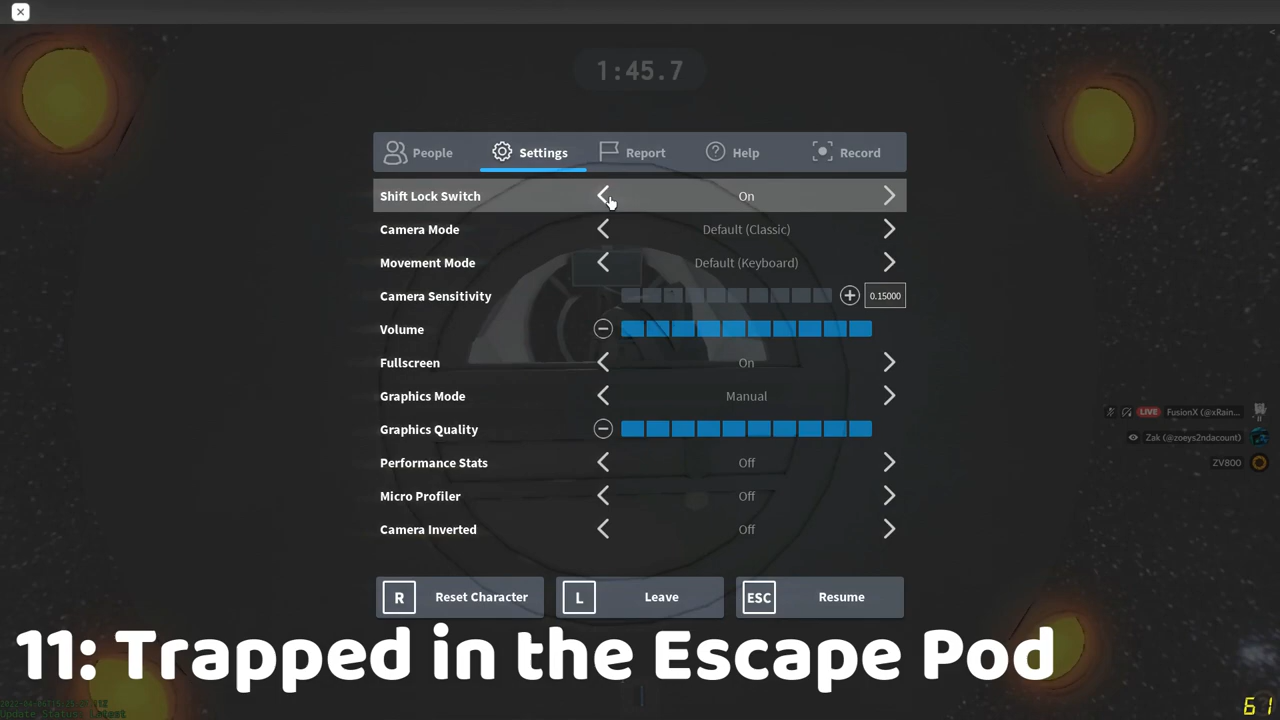 1:45.7
People
Settings
Report
Help
Record
Shift Lock Switch
On
Camera Mode
Default (Classic)
Movement Mode
Default (Keyboard)
Camera Sensitivity
0.15000
Volume
Fullscreen
On
Graphics Mode
Manual
LIVE FusionX (@xRain...
Graphics Quality
Zak (@zoeys2ndacount)
Performance Stats
Off
ZV800
Micro Profiler
Off
Camera Inverted
Off
R Reset Character
L Leave
ESC Resume
11: Trapped in the Escape Pod
Update Status: Latest
61